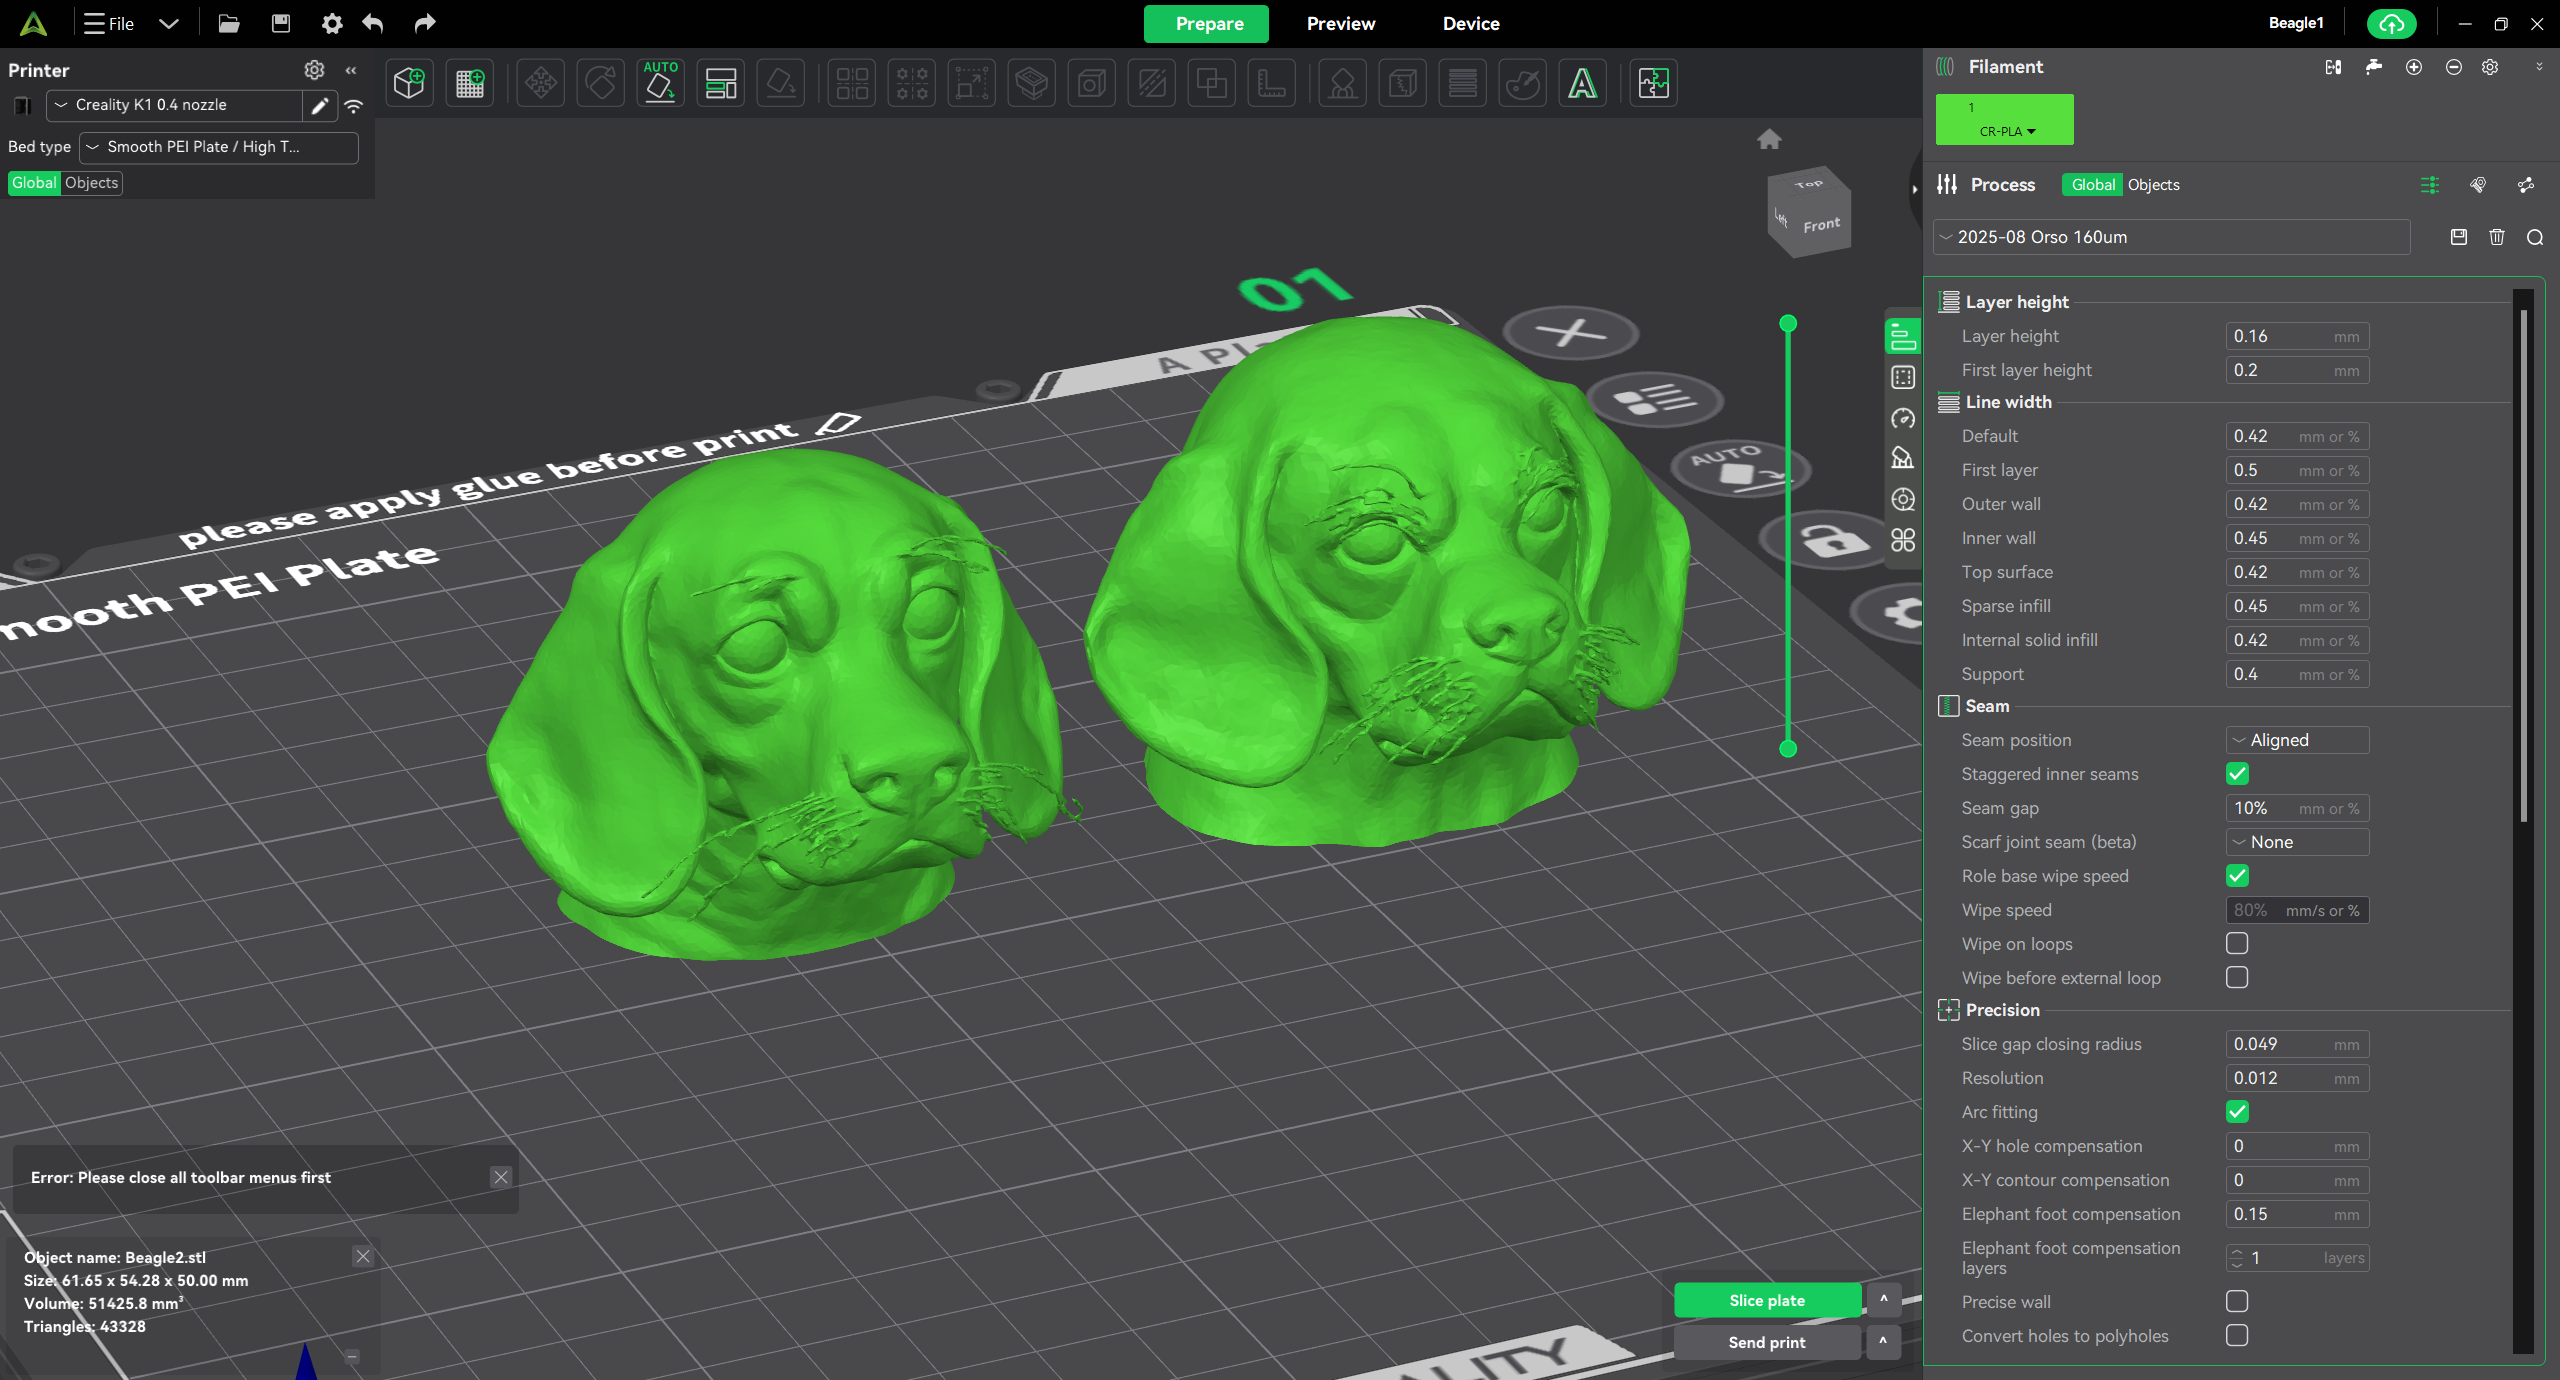 File
Prepare
Preview
Device
Beagle1
Printer
Creality K1 0.4 nozzle
Bed type
Smooth PEI Plate / High T...
Global Objects
AUTO
Filament
1
CR-PLA
Process
Global Objects
2025-08 Orso 160um
Layer height
Layer height 0.16 mm
First layer height 0.2 mm
Line width
Default 0.42 mm or %
First layer 0.5 mm or %
Outer wall 0.42 mm or %
Inner wall 0.45 mm or %
Top surface 0.42 mm or %
Sparse infill 0.45 mm or %
Internal solid infill 0.42 mm or %
Support 0.4 mm or %
Seam
Seam position Aligned
Staggered inner seams
Seam gap 10% mm or %
Scarf joint seam (beta) None
Role base wipe speed
Wipe speed 80% mm/s or %
Wipe on loops
Wipe before external loop
Precision
Slice gap closing radius 0.049 mm
Resolution 0.012 mm
Arc fitting
X-Y hole compensation 0 mm
X-Y contour compensation 0 mm
Elephant foot compensation 0.15 mm
Elephant foot compensation
layers 1 layers
Precise wall
Convert holes to polyholes
Top
Front
01
A Pla
AUTO
please apply glue before print
mooth PEI Plate
Error: Please close all toolbar menus first
Object name: Beagle2.stl
Size: 61.65 x 54.28 x 50.00 mm
Volume: 51425.8 mm³
Triangles: 43328
Slice plate
Send print
ALITY